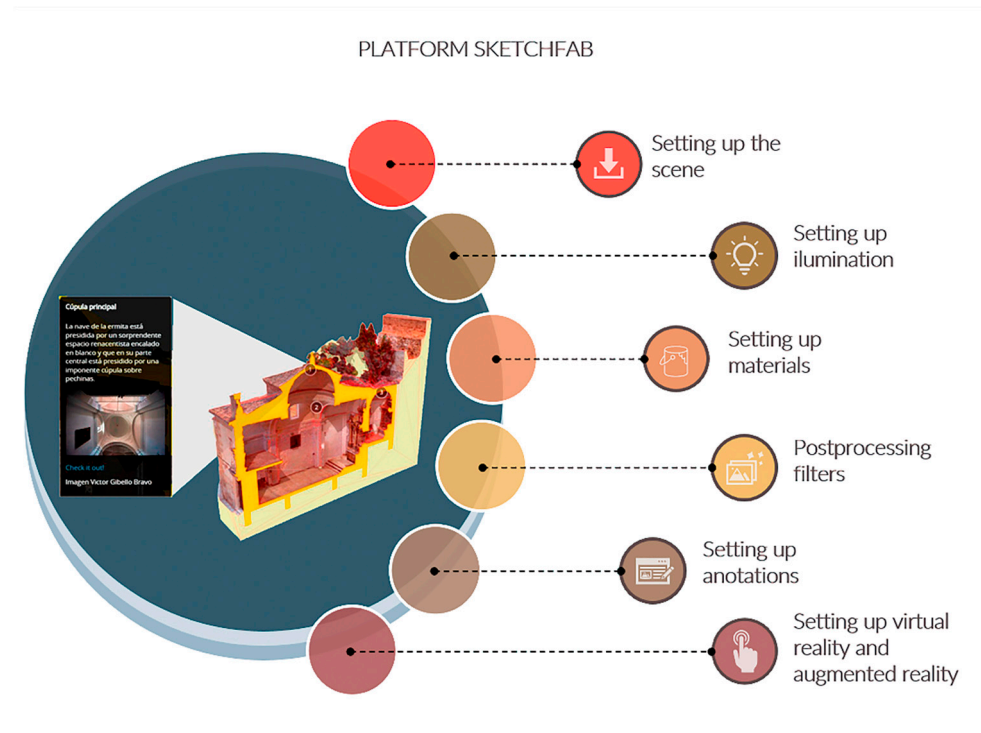 PLATFORM SKETCHFAB
Setting up the
scene
Setting up
ilumination
Setting up
materials
Postprocessing
filters
Setting up
anotations
Setting up virtual
reality and
augmented reality
Cúpula principal
La nave de la ermita está
presidida por un sorprendente
espacio renacentista encalado
en blanco y que en su parte
central está presidido por una
imponente cúpula sobre
pechinas.
Check it out!
Imagen Victor Gibello Bravo
2